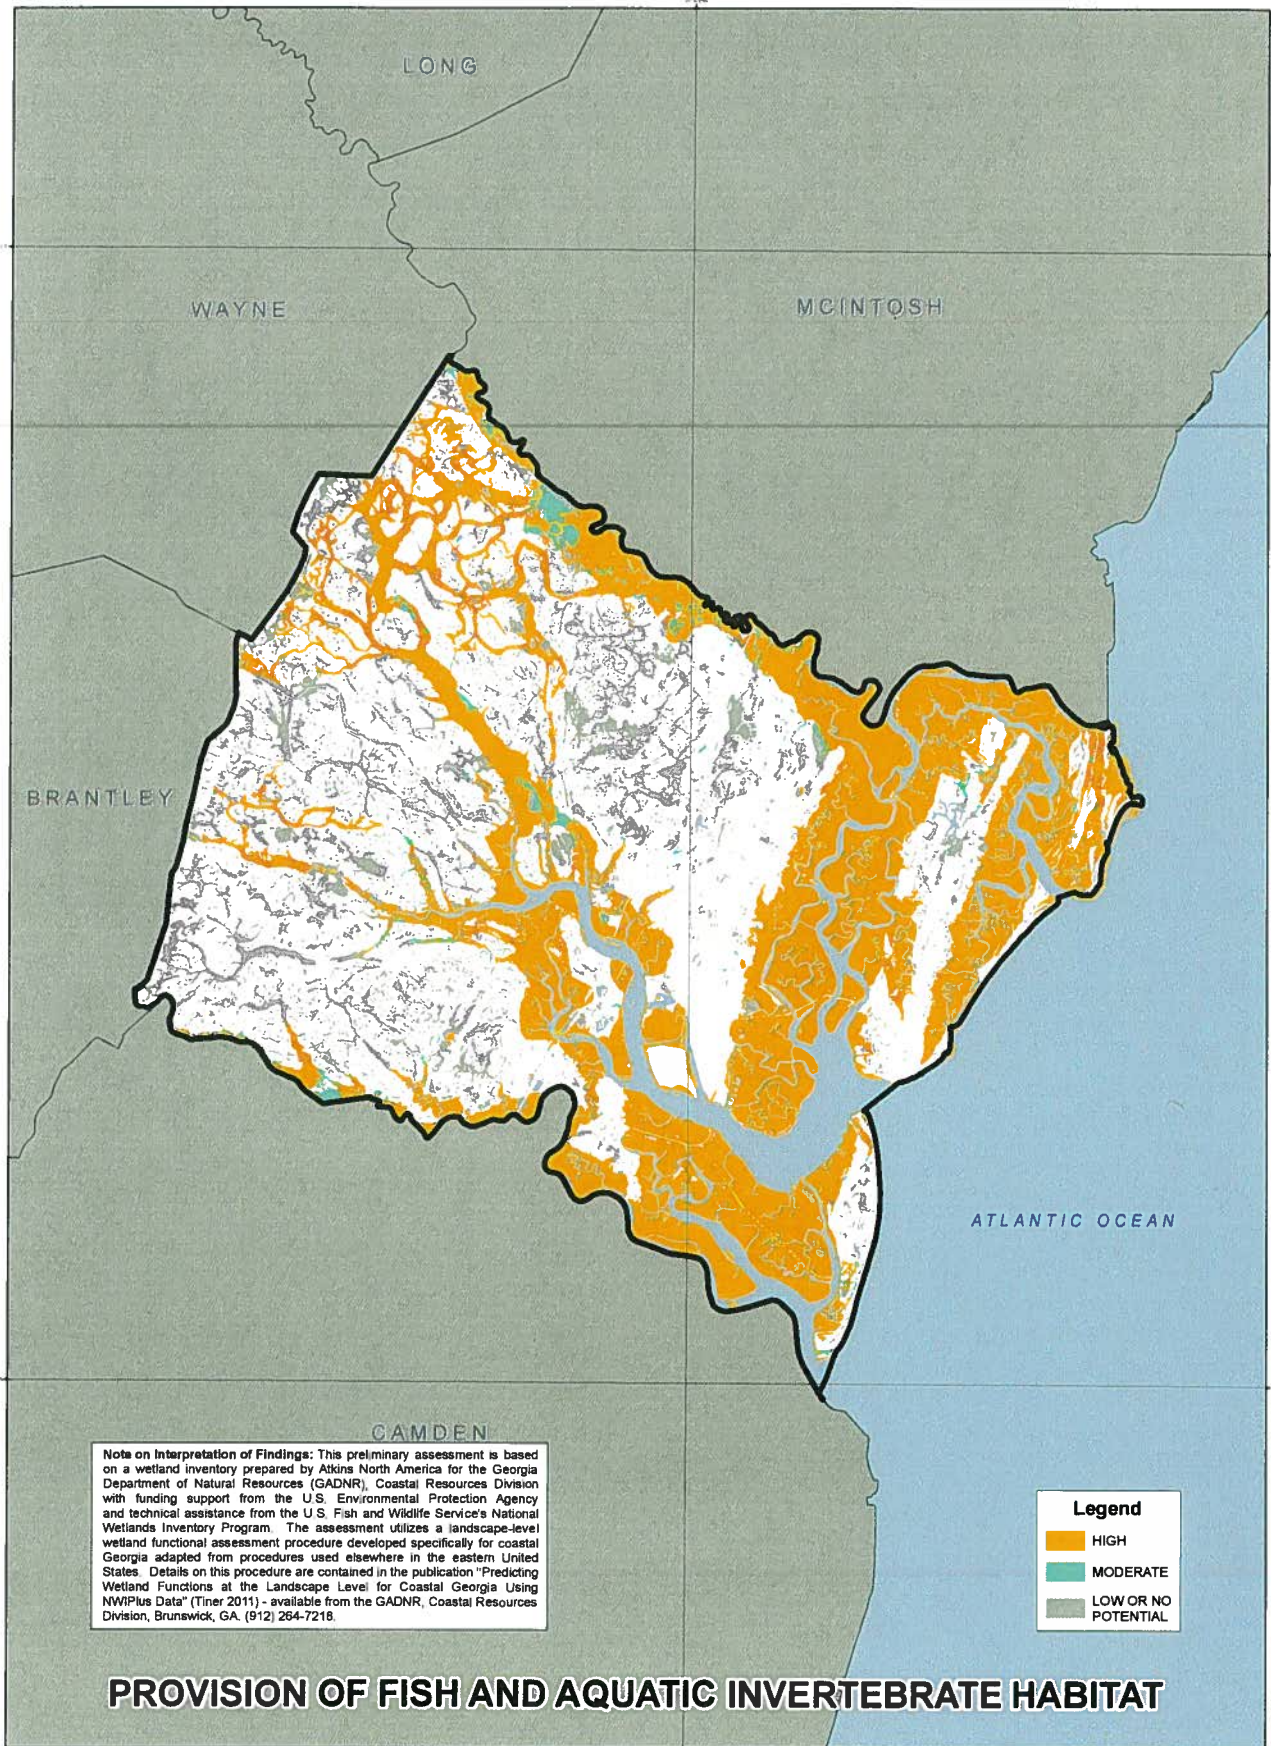 LONG
WAYNE
MCINTOSH
BRANTLEY
ATLANTIC OCEAN
CAMDEN
Note on Interpretation of Findings: This preliminary assessment is based
on a wetland inventory prepared by Atkins North America for the Georgia
Department of Natural Resources (GADNR), Coastal Resources Division
with funding support from the U.S. Environmental Protection Agency
and technical assistance from the U.S. Fish and Wildlife Service's National
Wetlands Inventory Program. The assessment utilizes a landscape-level
wetland functional assessment procedure developed specifically for coastal
Georgia adapted from procedures used elsewhere in the eastern United
States. Details on this procedure are contained in the publication "Predicting
Wetland Functions at the Landscape Level for Coastal Georgia Using
NWIPlus Data" (Tiner 2011) - available from the GADNR, Coastal Resources
Division, Brunswick, GA. (912) 264-7218.
Legend
HIGH
MODERATE
LOW OR NO
POTENTIAL
PROVISION OF FISH AND AQUATIC INVERTEBRATE HABITAT